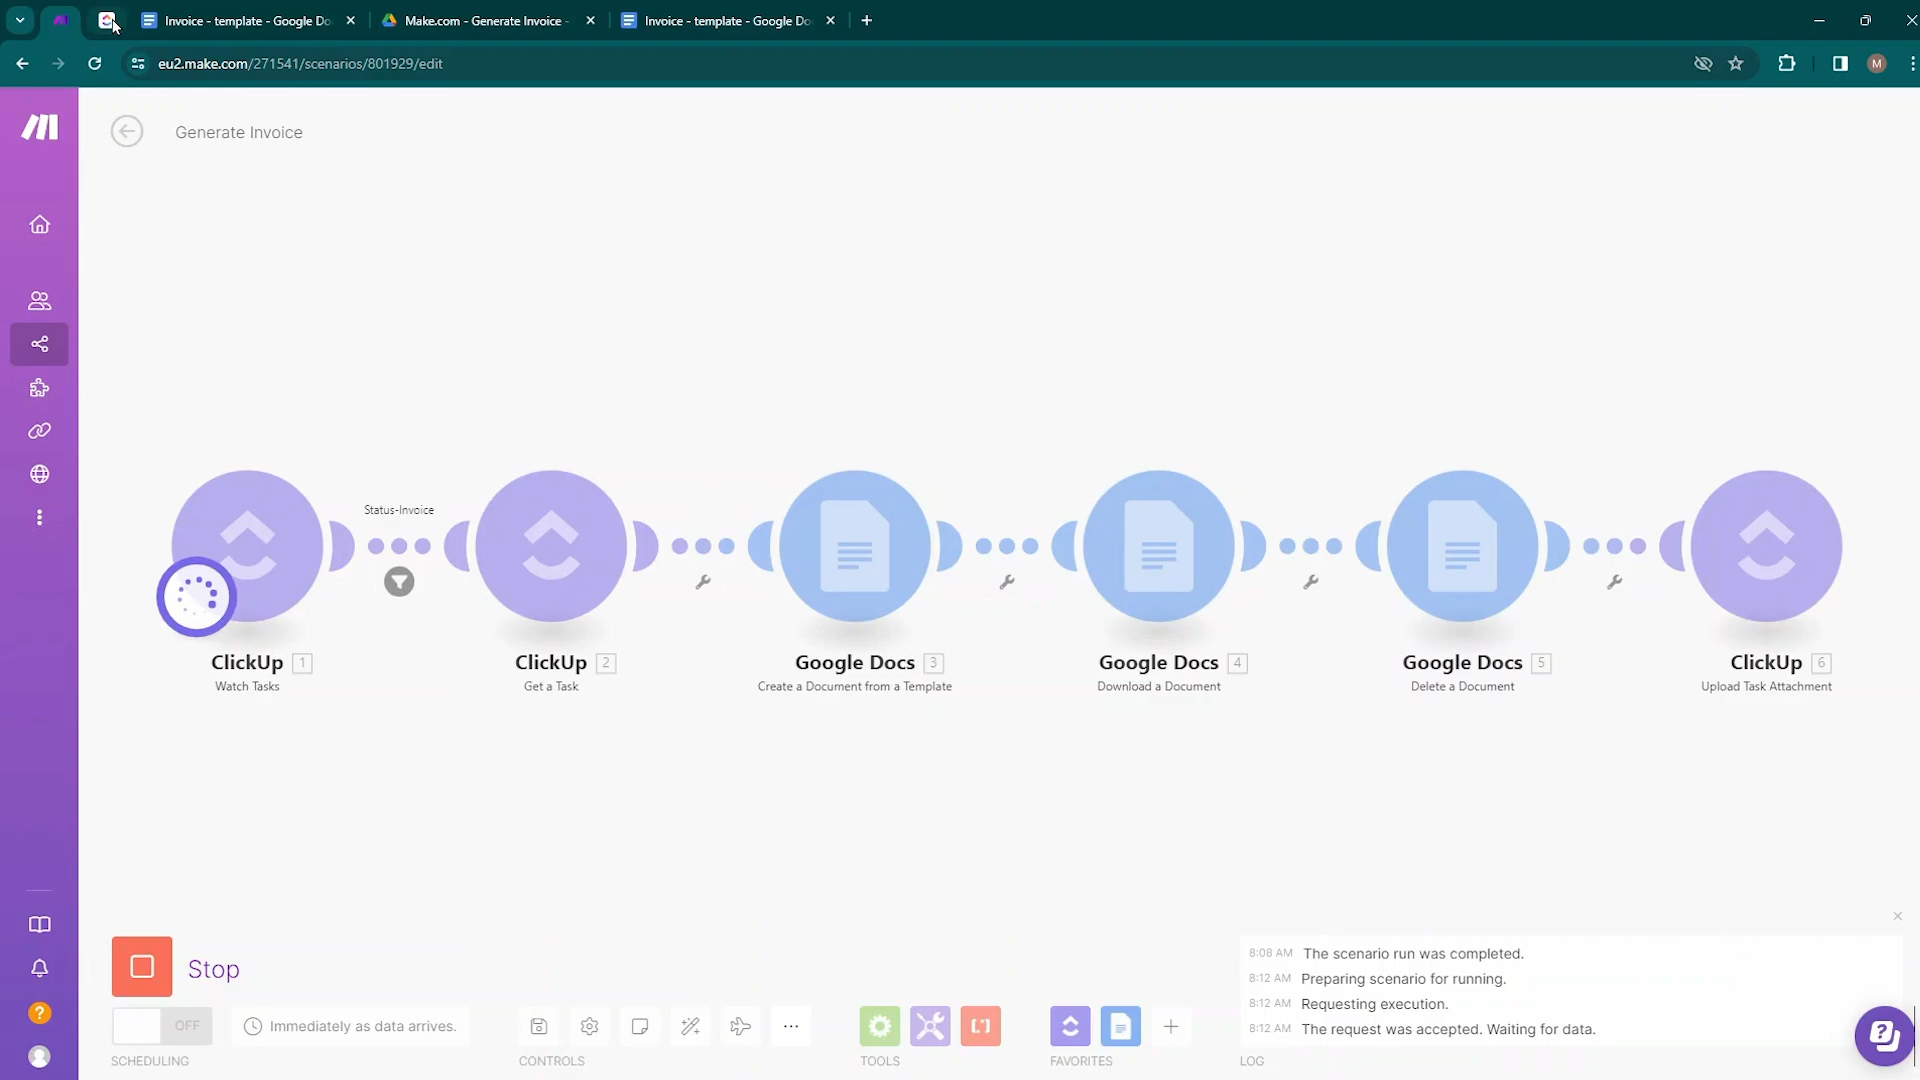 Invoice - template - Google Do
Make.com - Generate Invoice -
Invoice - template - Google Do
eu2.make.com/271541/scenarios/801929/edit
M
Generate Invoice
Status-Invoice
ClickUp 1
Watch Tasks
ClickUp 2
Get a Task
Google Docs 3
Create a Document from a Template
Google Docs 4
Download a Document
Google Docs 5
Delete a Document
ClickUp 6
Upload Task Attachment
Stop
OFF
Immediately as data arrives.
SCHEDULING
CONTROLS
TOOLS
FAVORITES
8:08 AM The scenario run was completed.
8:12 AM Preparing scenario for running.
8:12 AM Requesting execution.
8:12 AM The request was accepted. Waiting for data.
LOG